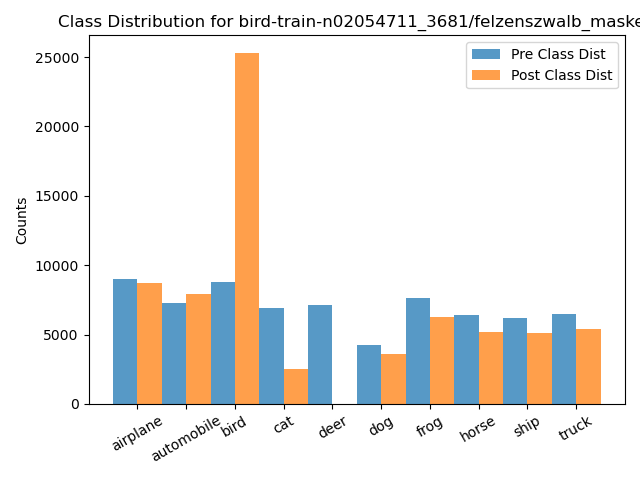 Class Distribution for bird-train-n02054711_3681/felzenszwalb_maske
Pre Class Dist
Post Class Dist
Counts
25000
20000
15000
10000
5000
0
airplane
automobile
bird
cat
deer
dog
frog
horse
ship
truck